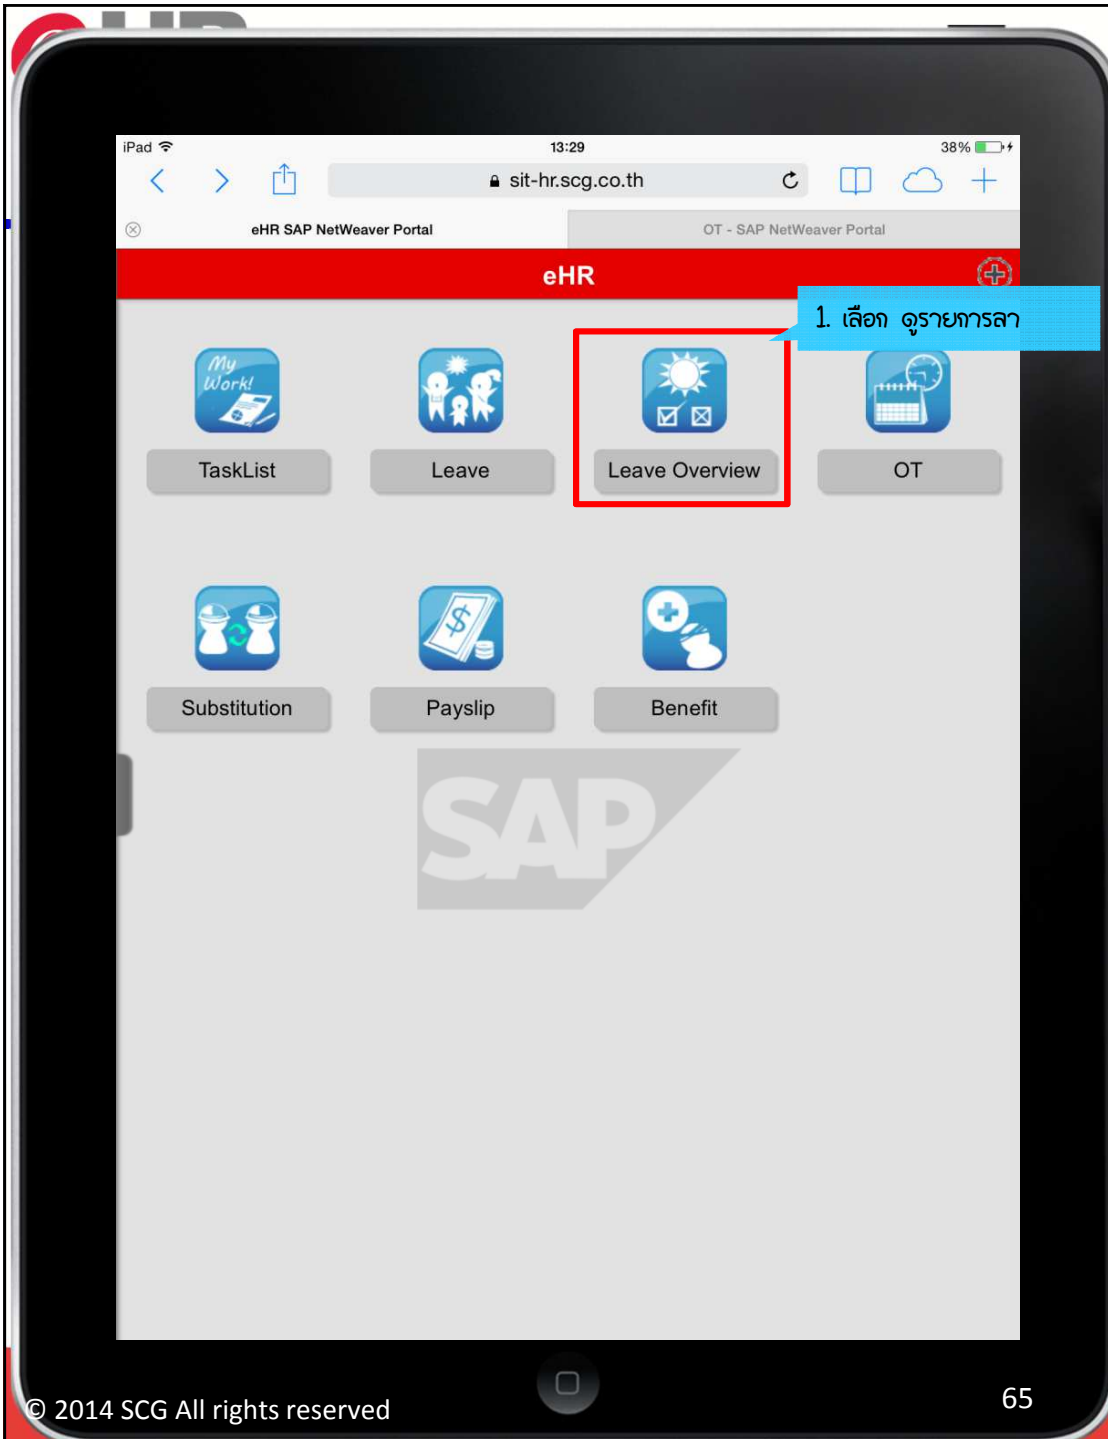 eHR
iPad
13:29
38%
sit-hr.scg.co.th
eHR SAP NetWeaver Portal
OT - SAP NetWeaver Portal
eHR
1. เลือก ดูรายการลา
My
Work!
TaskList
Leave
Leave Overview
OT
$
Substitution
Payslip
Benefit
SAP
© 2014 SCG All rights reserved
65